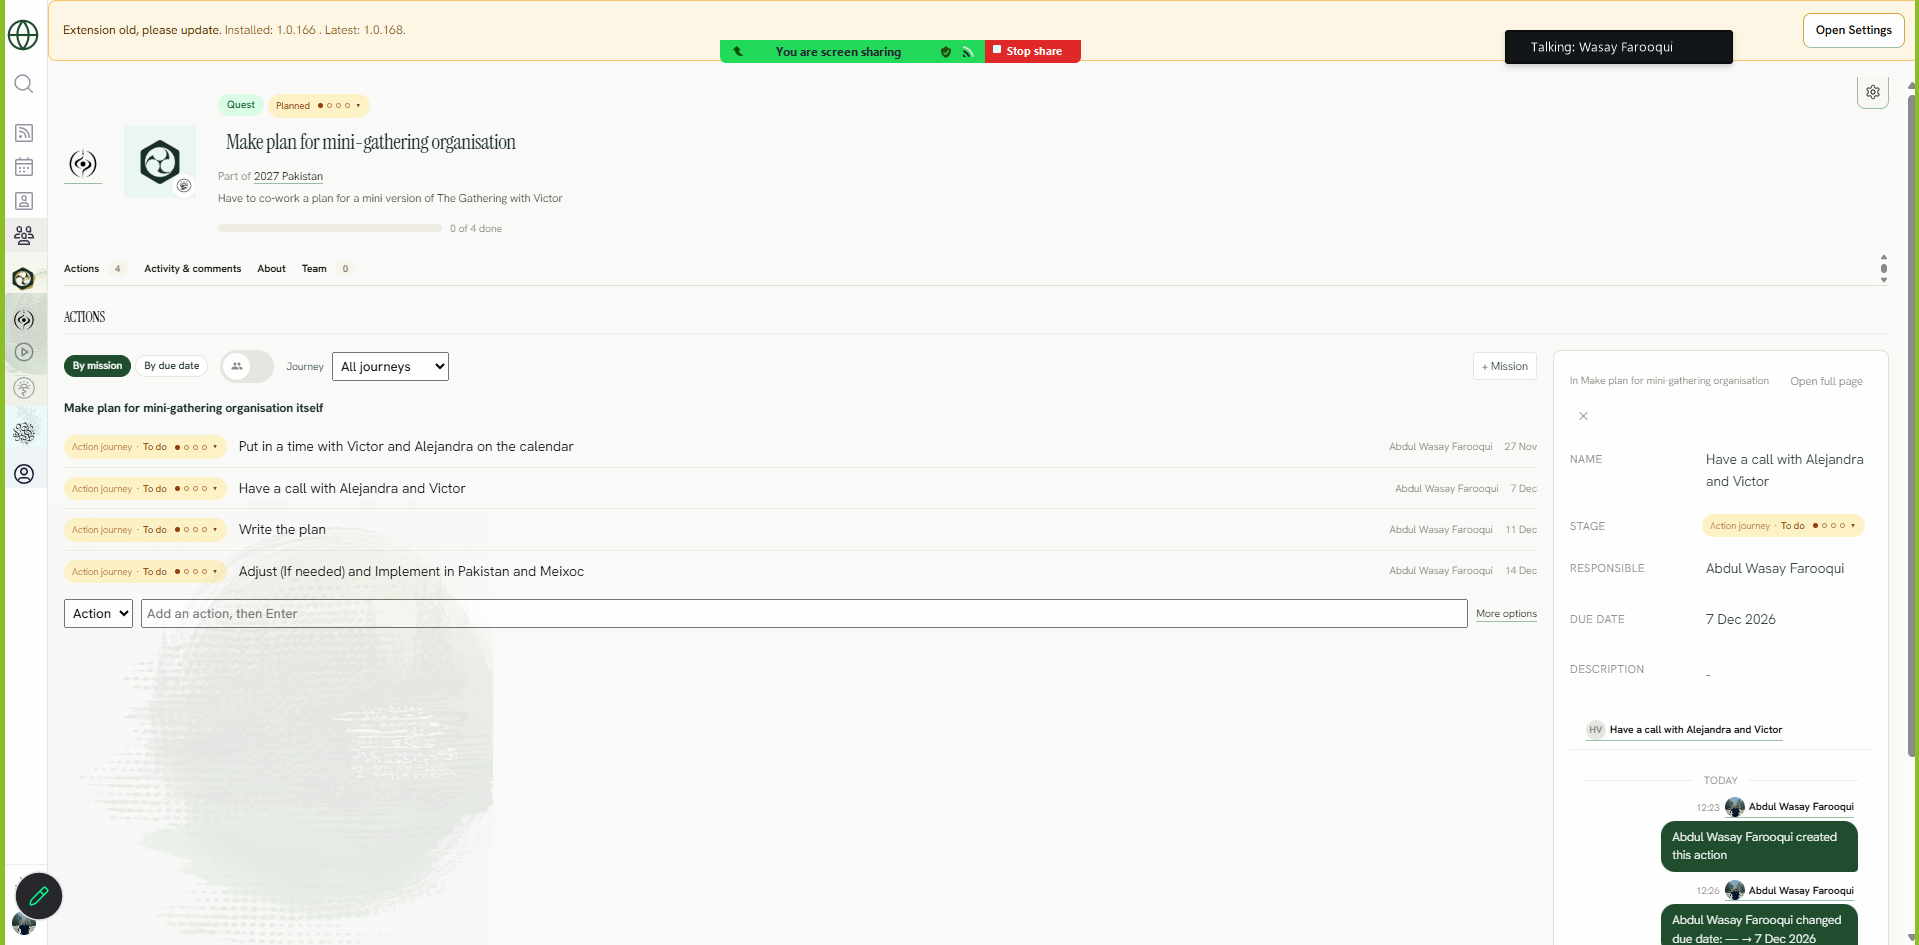 Extension old, please update. Installed: 1.0.166 . Latest: 1.0.168.
Open Settings
You are screen sharing
Stop share
Talking: Wasay Farooqui
Quest
Planned
Make plan for mini-gathering organisation
Part of 2027 Pakistan
Have to co-work a plan for a mini version of The Gathering with Victor
0 of 4 done
Actions 4 Activity & comments About Team 0
ACTIONS
By mission By due date Journey All journeys + Mission
Make plan for mini-gathering organisation itself
Action journey · To do Put in a time with Victor and Alejandra on the calendar Abdul Wasay Farooqui 27 Nov
Action journey · To do Have a call with Alejandra and Victor Abdul Wasay Farooqui 7 Dec
Action journey · To do Write the plan Abdul Wasay Farooqui 11 Dec
Action journey · To do Adjust (If needed) and Implement in Pakistan and Meixoc Abdul Wasay Farooqui 14 Dec
Action Add an action, then Enter More options
In Make plan for mini-gathering organisation Open full page
NAME Have a call with Alejandra
and Victor
STAGE Action journey · To do
RESPONSIBLE Abdul Wasay Farooqui
DUE DATE 7 Dec 2026
DESCRIPTION -
HV Have a call with Alejandra and Victor
TODAY
12:23 Abdul Wasay Farooqui
Abdul Wasay Farooqui created
this action
12:26 Abdul Wasay Farooqui
Abdul Wasay Farooqui changed
due date: — → 7 Dec 2026